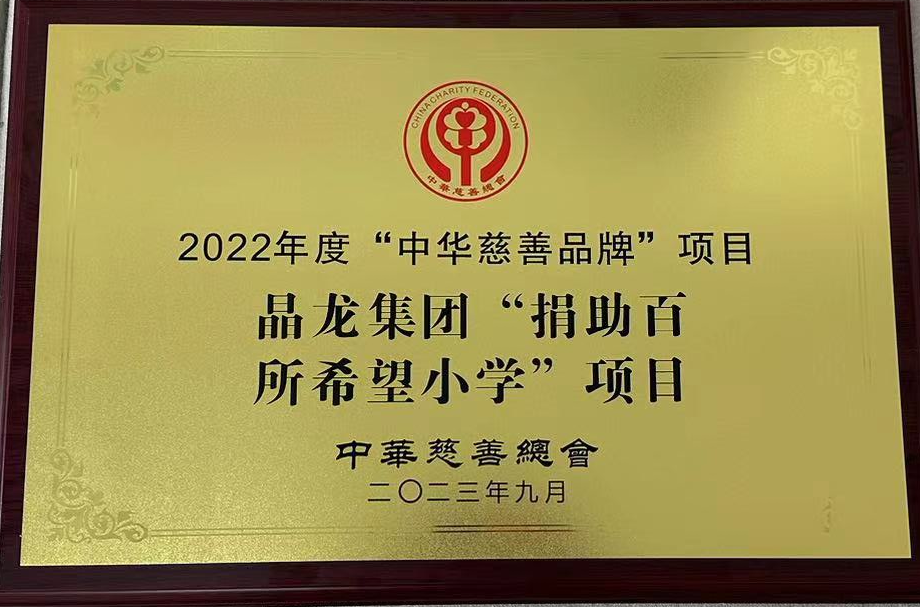 CHINA CHARITY FEDERATION
中華慈善總會
2022年度“中华慈善品牌”项目
晶龙集团“捐助百
所希望小学”项目
中華慈善總會
二〇二三年九月